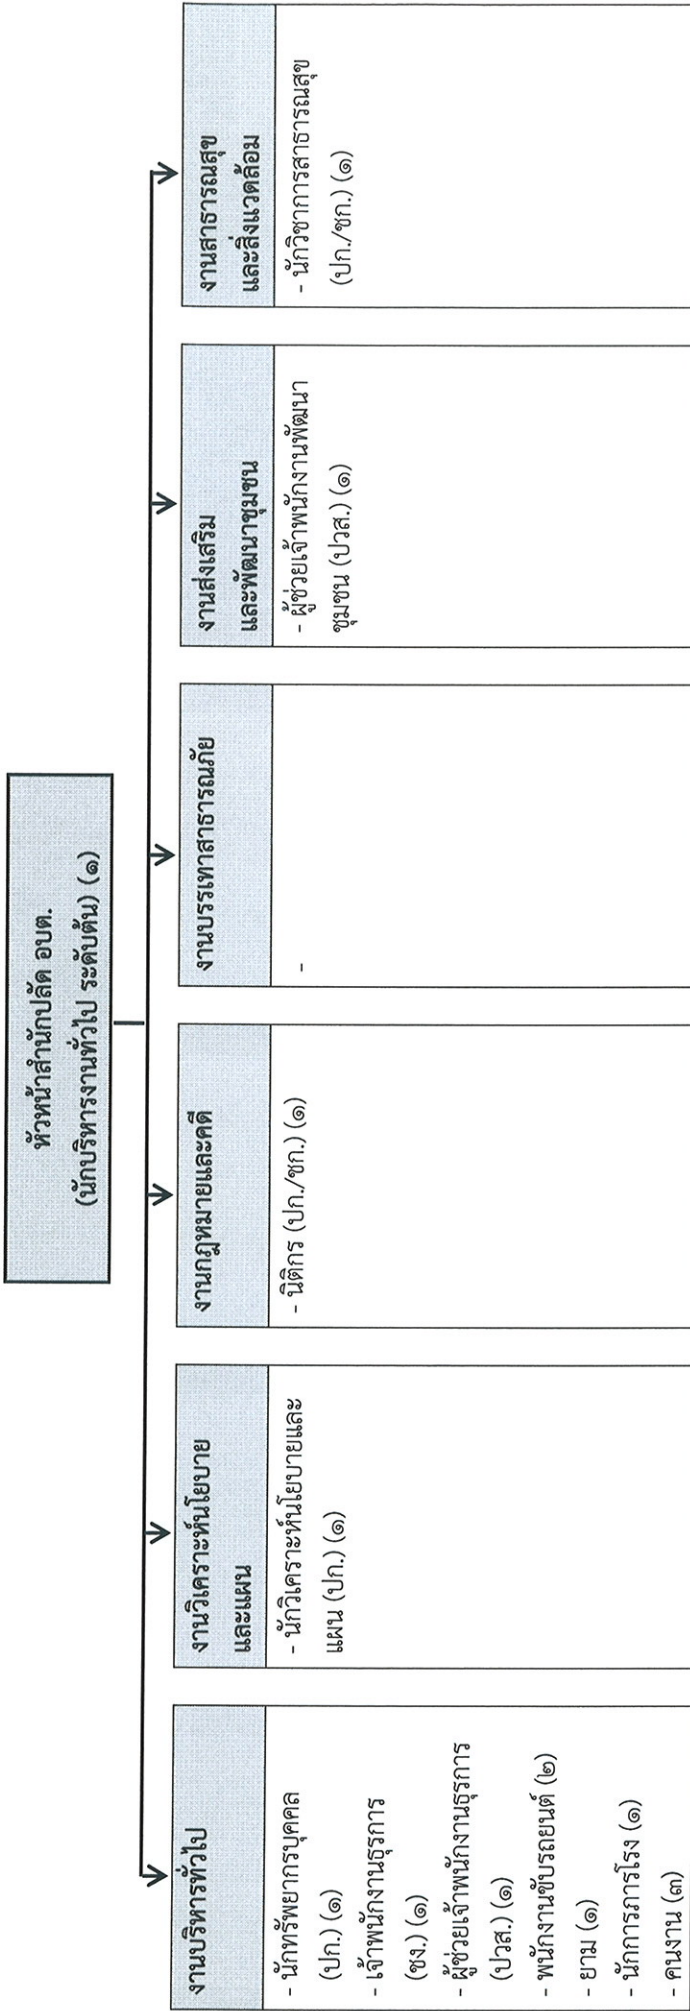 หัวหน้าสำนักปลัด อบต.
(นักบริหารงานทั่วไป ระดับต้น) (๑)
งานบริหารทั่วไป
- นักทรัพยากรบุคคล
(ปก.) (๑)
- เจ้าพนักงานธุรการ
(ชง.) (๑)
- ผู้ช่วยเจ้าพนักงานธุรการ
(ปวส.) (๑)
- พนักงานขับรถยนต์ (๒)
- ยาม (๑)
- นักการภารโรง (๑)
- คนงาน (๓)
งานวิเคราะห์นโยบาย
และแผน
- นักวิเคราะห์นโยบายและ
แผน (ปก.) (๑)
งานกฎหมายและคดี
- นิติกร (ปก./ชก.) (๑)
งานบรรเทาสาธารณภัย
-
งานส่งเสริม
และพัฒนาชุมชน
- ผู้ช่วยเจ้าพนักงานพัฒนา
ชุมชน (ปวส.) (๑)
งานสาธารณสุข
และสิ่งแวดล้อม
- นักวิชาการสาธารณสุข
(ปก./ชก.) (๑)